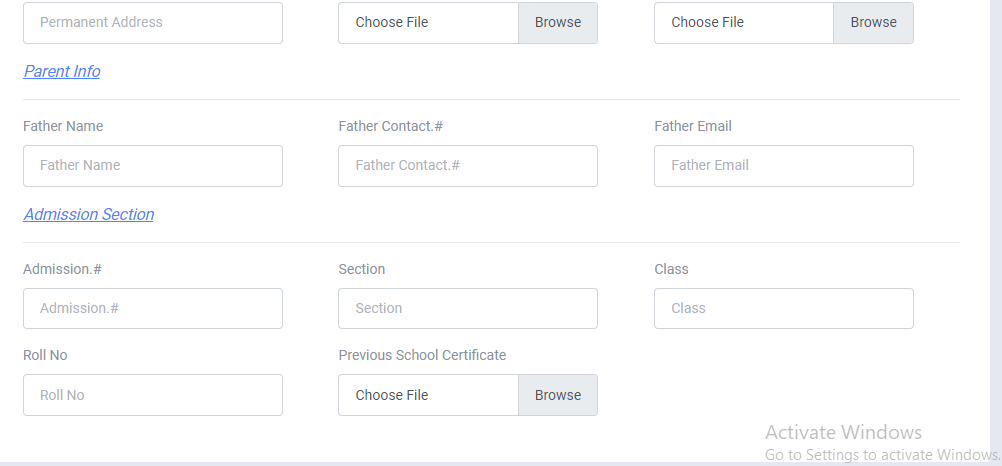 Permanent Address Choose File Browse Choose File Browse
Parent Info
Father Name Father Contact.# Father Email
Father Name Father Contact.# Father Email
Admission Section
Admission.# Section Class
Admission.# Section Class
Roll No Previous School Certificate
Roll No Choose File Browse
Activate Windows
Go to Settings to activate Windows.